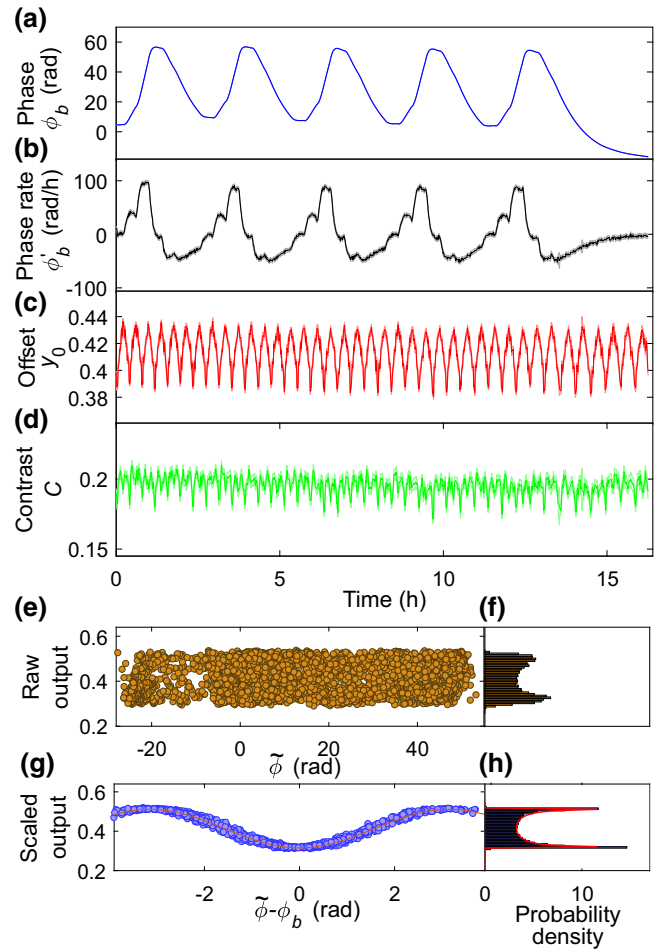 (a)
60
40
20
0
Phase
ϕb (rad)
(b)
100
0
-100
Phase rate
ϕ̇b (rad/h)
(c)
0.44
0.42
0.4
0.38
Offset
y0
(d)
0.2
0.15
Contrast
C
0 5 10 15
Time (h)
(e)
0.6
0.4
0.2
Raw
output
-20 0 20 40
ϕ̃ (rad)
(f)
(g)
0.6
0.4
0.2
Scaled
output
-2 0 2
ϕ̃-ϕb (rad)
(h)
0 10
Probability
density